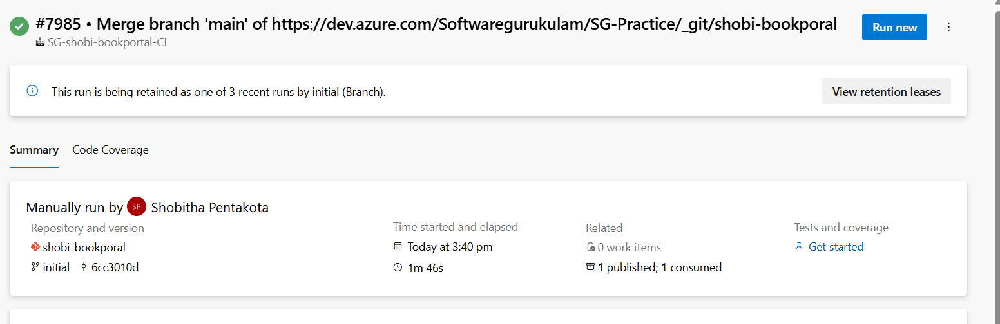 #7985 • Merge branch 'main' of https://dev.azure.com/Softwaregurukulam/SG-Practice/_git/shobi-bookporal
Run new
SG-shobi-bookportal-CI
This run is being retained as one of 3 recent runs by initial (Branch).
View retention leases
Summary Code Coverage
Manually run by SP Shobitha Pentakota
Repository and version
shobi-bookporal
initial 6cc3010d
Time started and elapsed
Today at 3:40 pm
1m 46s
Related
0 work items
1 published; 1 consumed
Tests and coverage
Get started